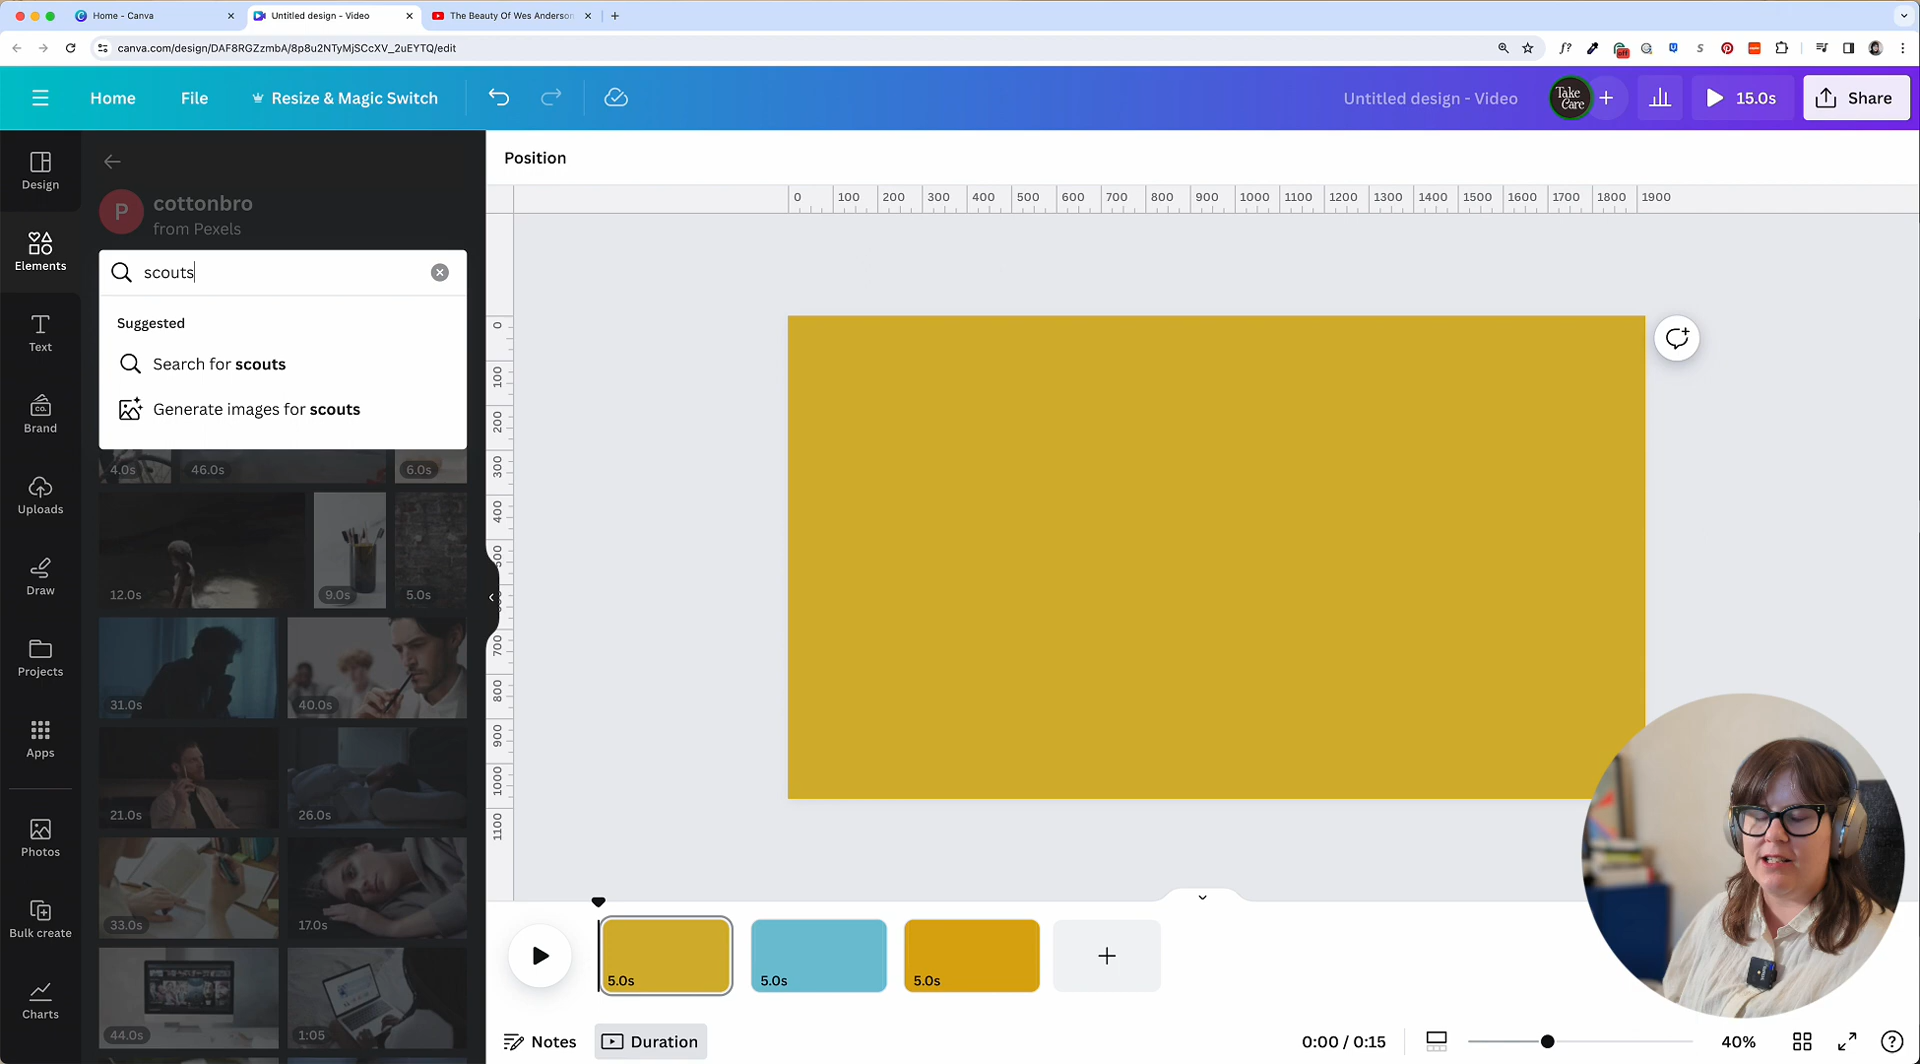 Home - Canva
Untitled design - Video
The Beauty Of Wes Anderson
canva.com/design/DAF8RGZzmbA/8p8u2NTyMjSCcXV_2uEYTQ/edit
Home
File
Resize & Magic Switch
Untitled design - Video
Take Care
15.0s
Share
Design
Elements
Text
Brand
Uploads
Draw
Projects
Apps
Photos
Bulk create
Charts
P
cottonbro
from Pexels
scouts
Suggested
Search for scouts
Generate images for scouts
4.0s
46.0s
6.0s
12.0s
9.0s
5.0s
31.0s
40.0s
21.0s
26.0s
33.0s
17.0s
44.0s
1:05
Position
0 100 200 300 400 500 600 700 800 900 1000 1100 1200 1300 1400 1500 1600 1700 1800 1900
0
100
200
300
400
500
700
800
900
1000
1100
5.0s
5.0s
5.0s
Notes
Duration
0:00 / 0:15
40%